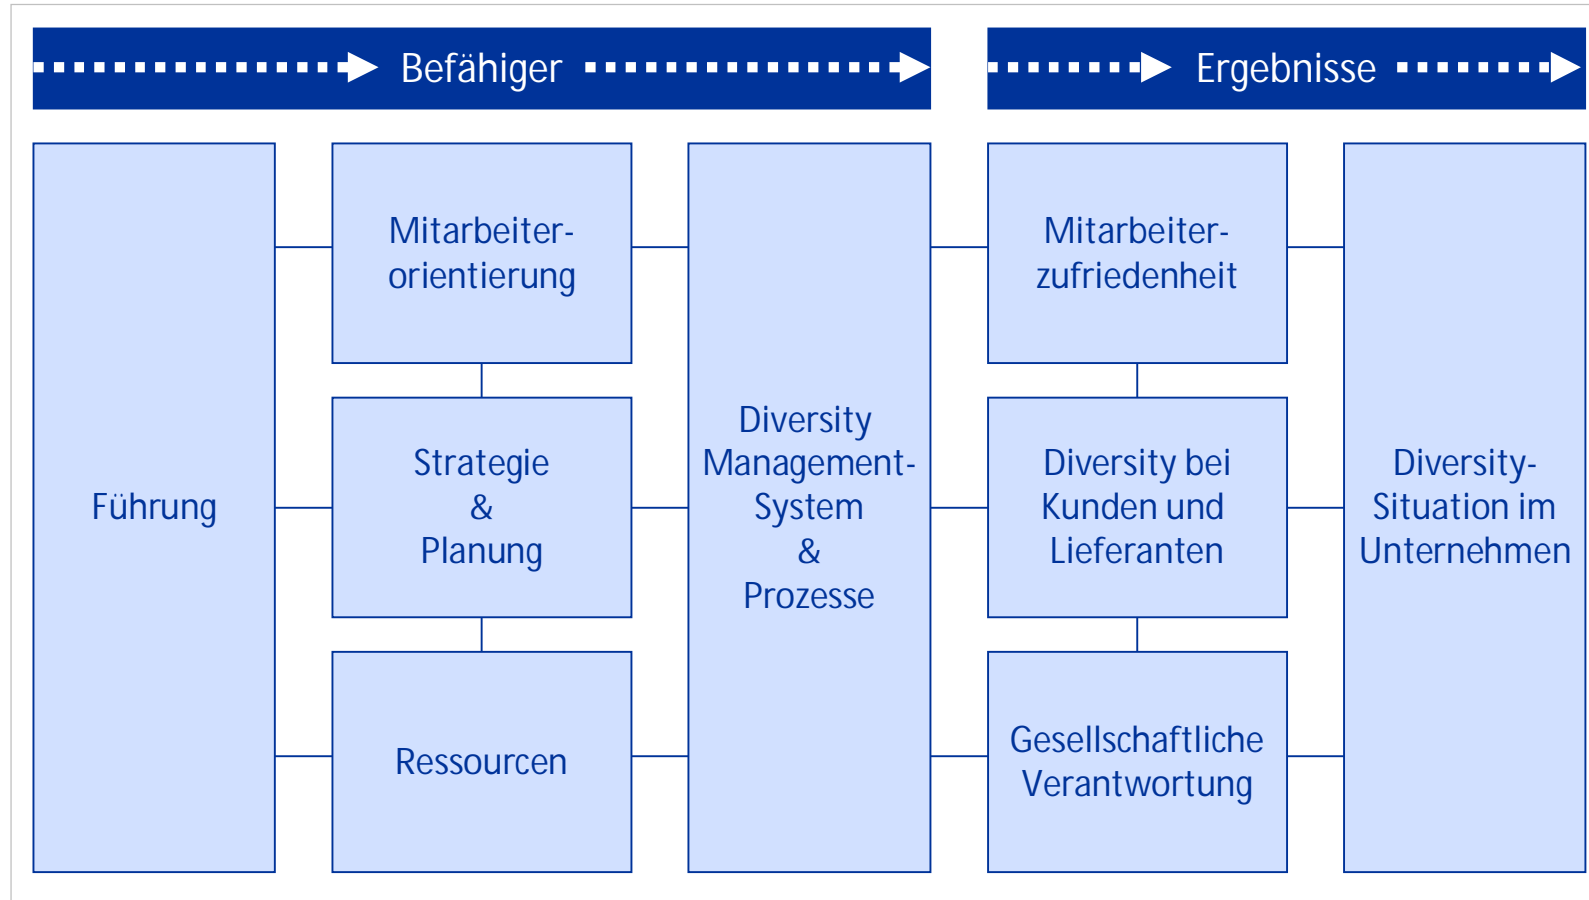 Befähiger
Ergebnisse
Führung
Mitarbeiter-
orientierung
Strategie
&
Planung
Ressourcen
Diversity
Management-
System
&
Prozesse
Mitarbeiter-
zufriedenheit
Diversity bei
Kunden und
Lieferanten
Gesellschaftliche
Verantwortung
Diversity-
Situation im
Unternehmen